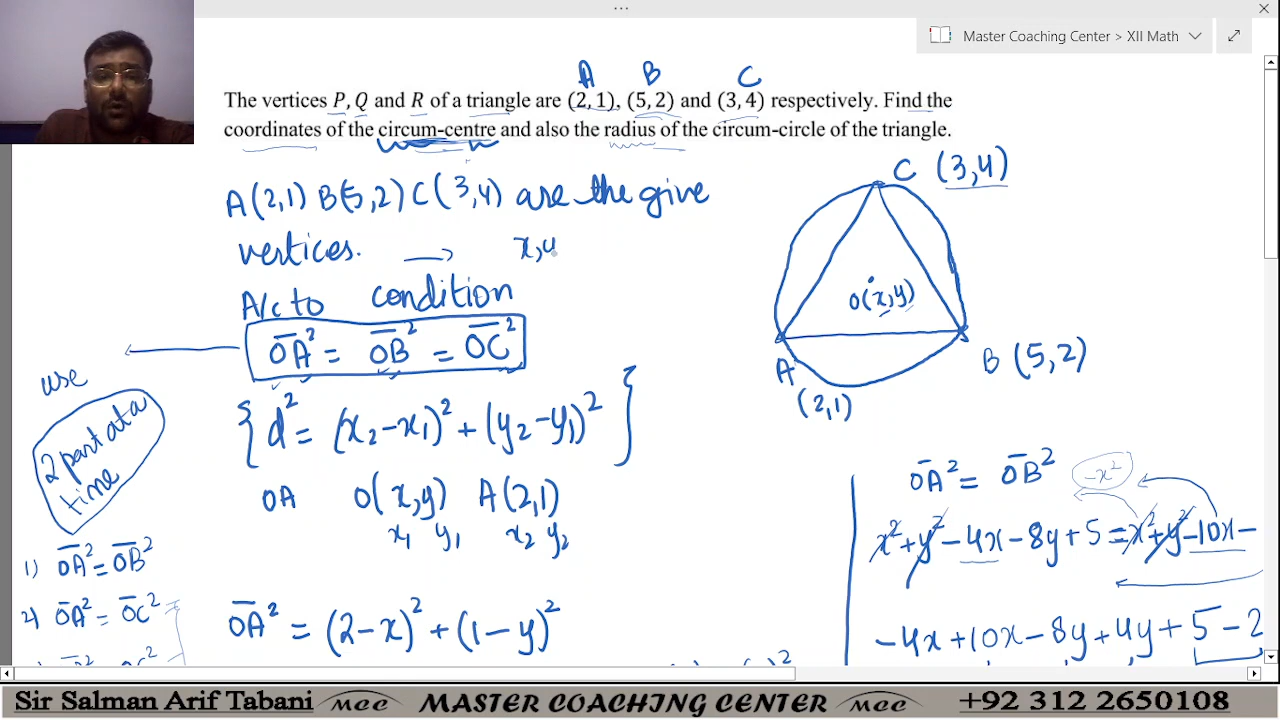 ...
Master Coaching Center > XII Math
A B C
The vertices P, Q and R of a triangle are (2, 1), (5, 2) and (3, 4) respectively. Find the
coordinates of the circum-centre and also the radius of the circum-circle of the triangle.
A(2,1) B(5,2) C(3,4) are the give
vertices. → x,y
A/c to condition
OA² = OB² = OC²
{ d² = (x₂-x₁)² + (y₂-y₁)² }
OA O(x,y) A(2,1)
x₁ y₁ x₂ y₂
OA² = (2-x)² + (1-y)²
use
2 part at a
time
1) OA² = OB²
2) OA² = OC²
C (3,4)
O(x,y)
A
(2,1)
B (5,2)
OA² = OB² -x²
x²+y²-4x-8y+5=x²+y²-10x-
-4x+10x-8y+4y+5-2
Sir Salman Arif Tabani mcc MASTER COACHING CENTER mcc +92 312 2650108